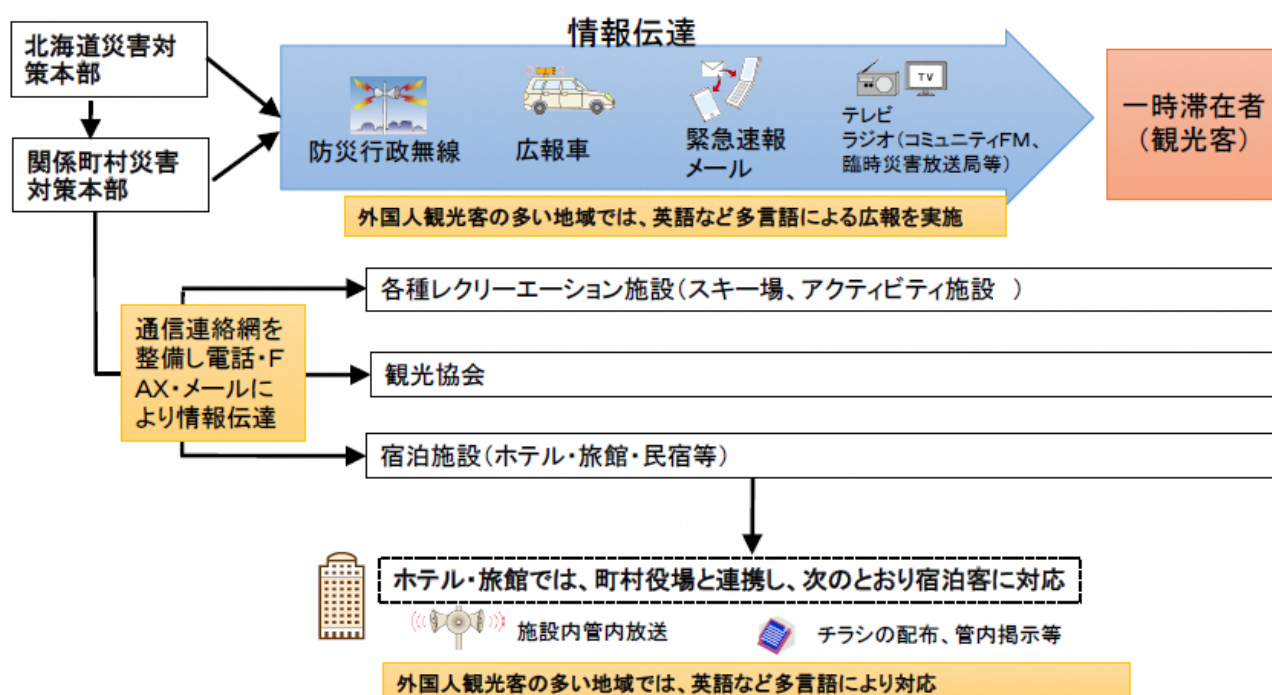 北海道災害対
策本部
関係町村災害
対策本部
情報伝達
防災行政無線
広報車
緊急速報
メール
TV
テレビ
ラジオ(コミュニティFM、
臨時災害放送局等)
一時滞在者
(観光客)
外国人観光客の多い地域では、英語など多言語による広報を実施
通信連絡網を
整備し電話・F
AX・メールに
より情報伝達
各種レクリーエーション施設(スキー場、アクティビティ施設 )
観光協会
宿泊施設(ホテル・旅館・民宿等)
ホテル・旅館では、町村役場と連携し、次のとおり宿泊客に対応
施設内管内放送
チラシの配布、管内掲示等
外国人観光客の多い地域では、英語など多言語により対応